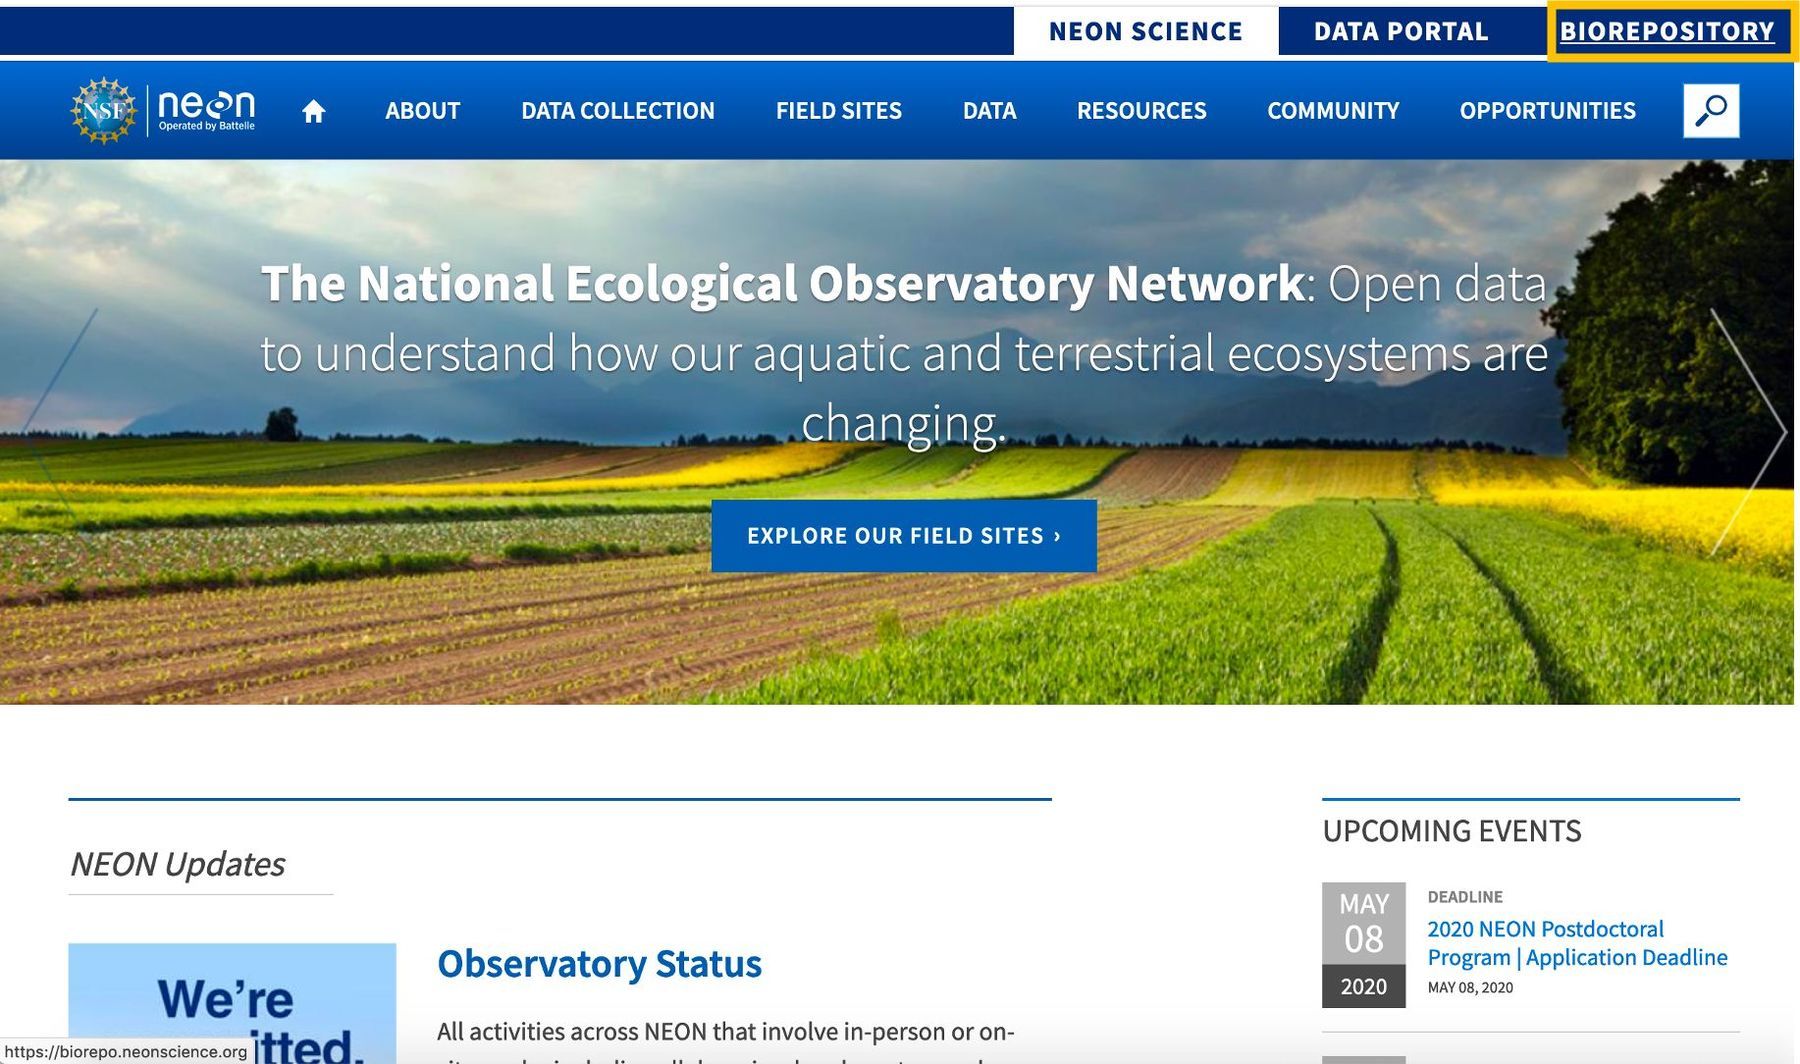 NEON SCIENCE
DATA PORTAL
BIOREPOSITORY
NSF
neon
Operated by Battelle
ABOUT
DATA COLLECTION
FIELD SITES
DATA
RESOURCES
COMMUNITY
OPPORTUNITIES
The National Ecological Observatory Network: Open data
to understand how our aquatic and terrestrial ecosystems are
changing.
EXPLORE OUR FIELD SITES ›
NEON Updates
We’re
itted.
Observatory Status
All activities across NEON that involve in-person or on-
UPCOMING EVENTS
MAY
08
2020
DEADLINE
2020 NEON Postdoctoral
Program | Application Deadline
MAY 08, 2020
https://biorepo.neonscience.org